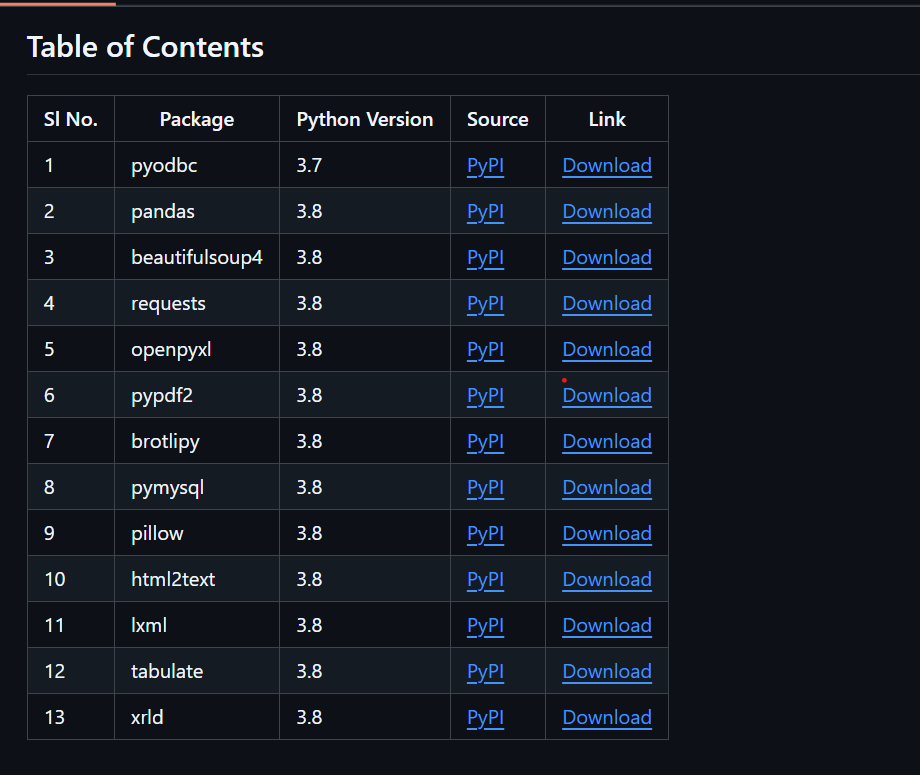 Table of Contents
Sl No. Package Python Version Source Link
1 pyodbc 3.7 PyPI Download
2 pandas 3.8 PyPI Download
3 beautifulsoup4 3.8 PyPI Download
4 requests 3.8 PyPI Download
5 openpyxl 3.8 PyPI Download
6 pypdf2 3.8 PyPI Download
7 brotlipy 3.8 PyPI Download
8 pymysql 3.8 PyPI Download
9 pillow 3.8 PyPI Download
10 html2text 3.8 PyPI Download
11 lxml 3.8 PyPI Download
12 tabulate 3.8 PyPI Download
13 xrld 3.8 PyPI Download